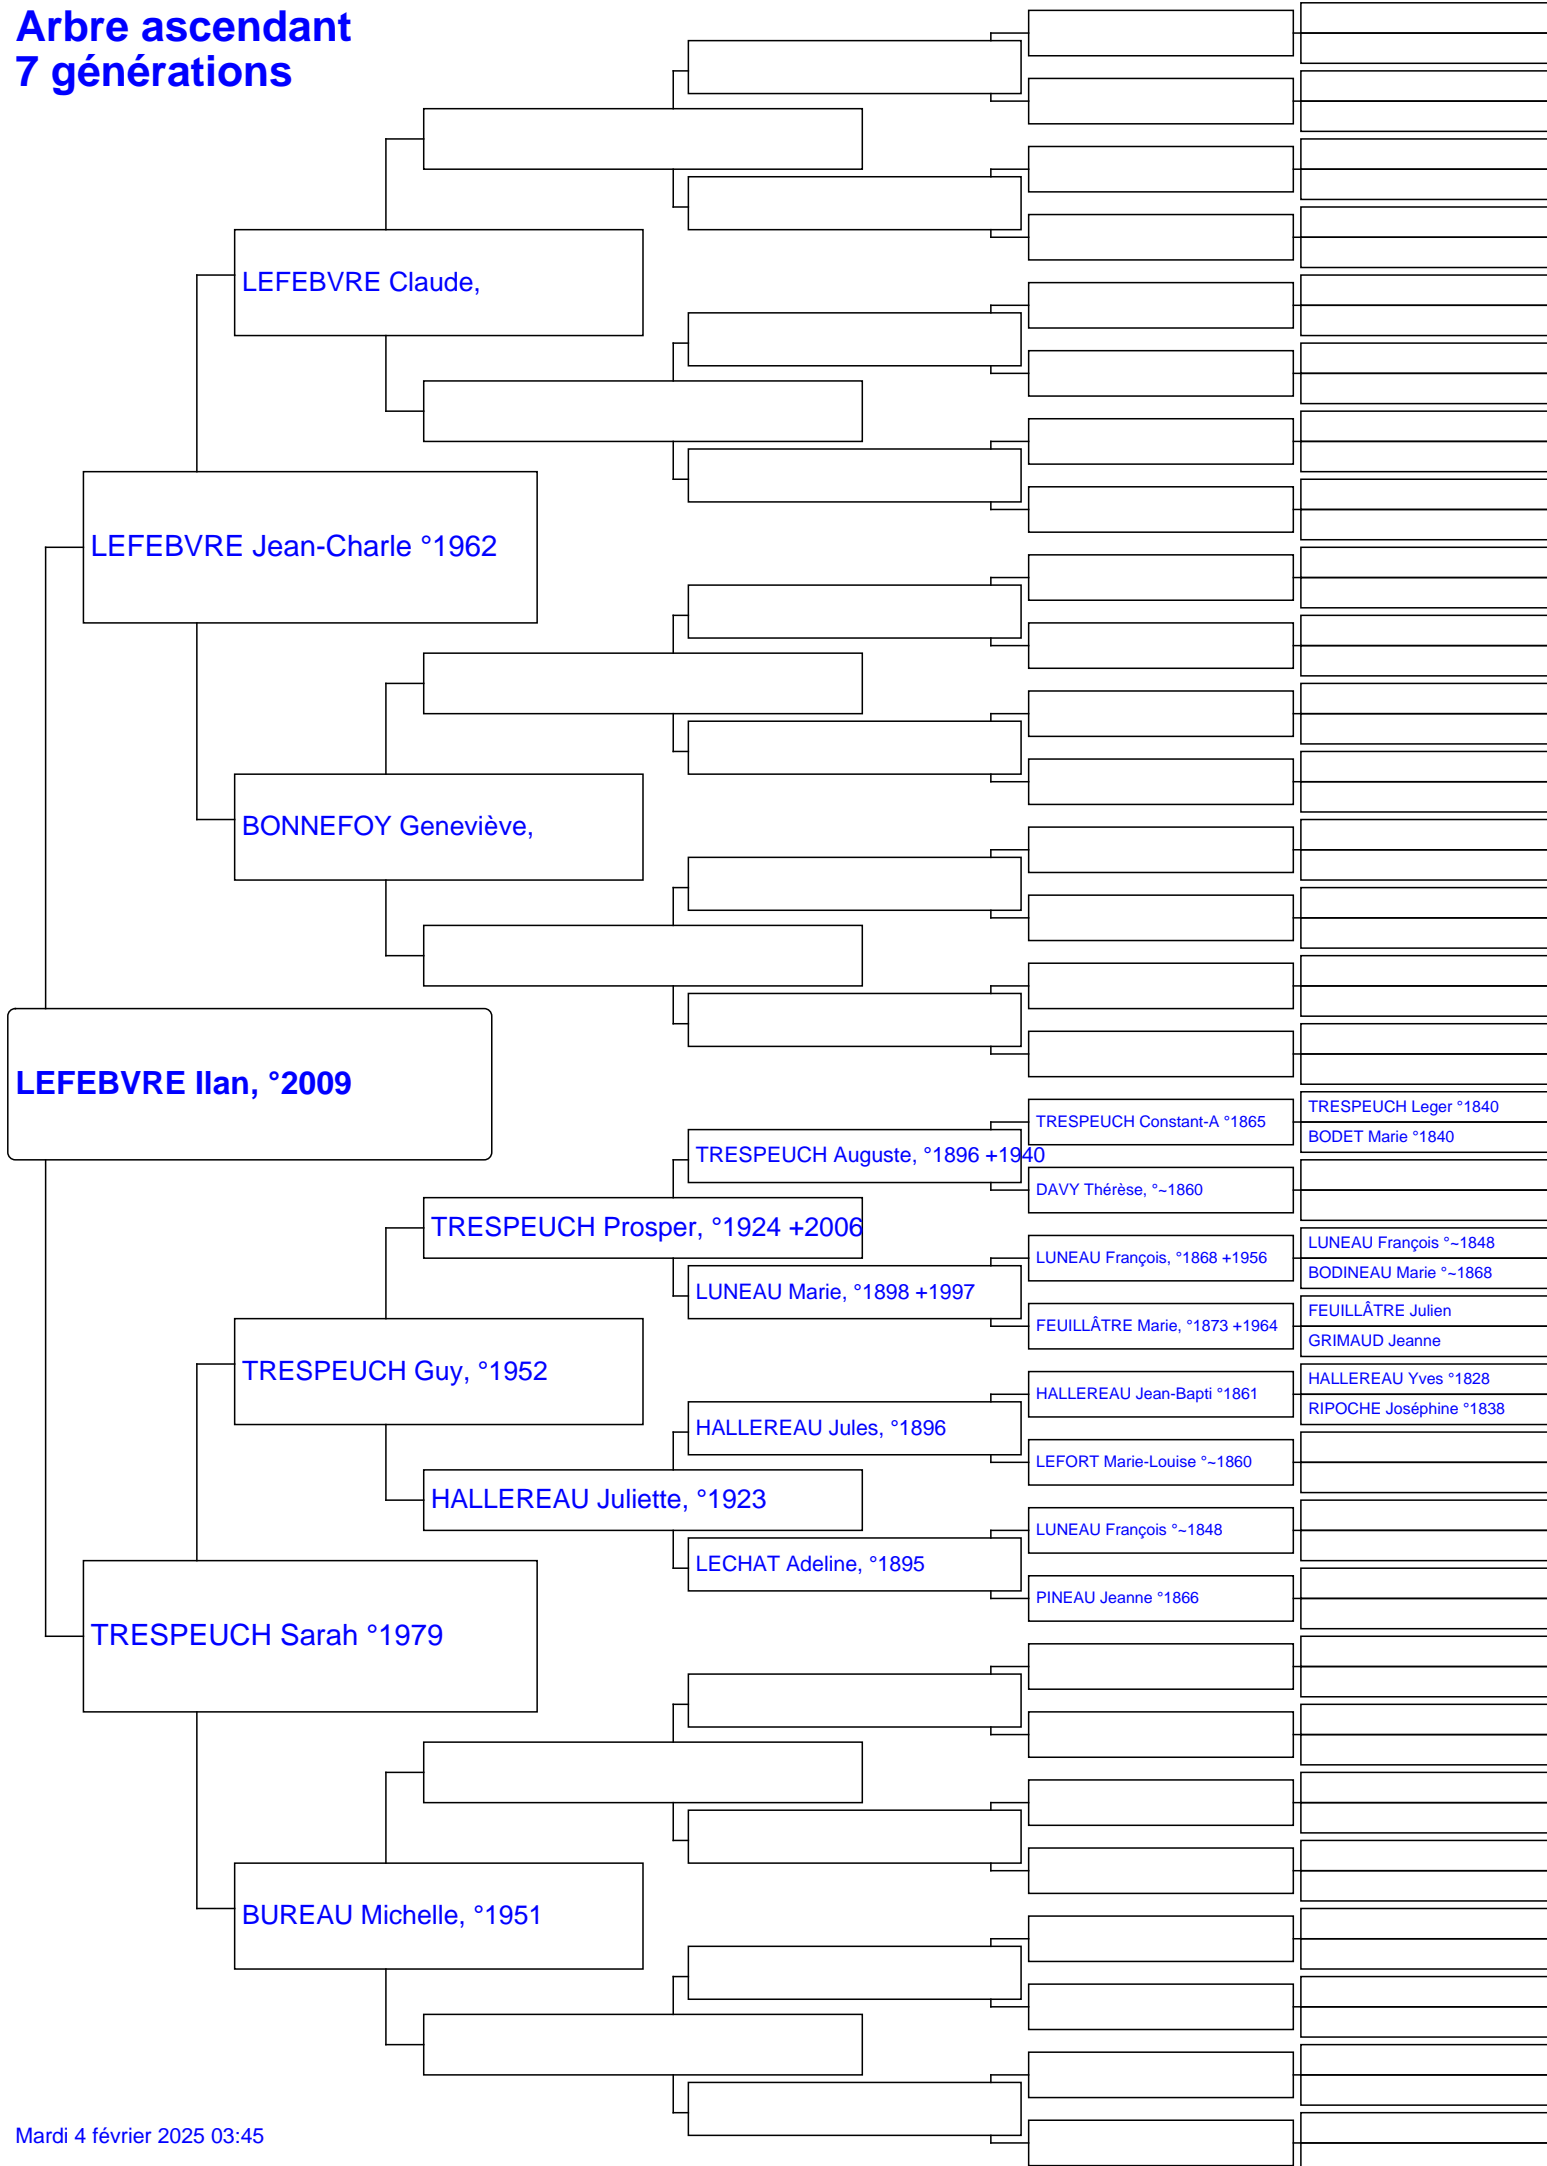 Arbre ascendant
7 générations
LEFEBVRE Claude,
LEFEBVRE Jean-Charle °1962
BONNEFOY Geneviève,
LEFEBVRE Ilan, °2009
TRESPEUCH Leger °1840
TRESPEUCH Constant-A °1865
BODET Marie °1840
TRESPEUCH Auguste, °1896 +1940
DAVY Thérèse, °~1860
TRESPEUCH Prosper, °1924 +2006
LUNEAU François °~1848
LUNEAU François, °1868 +1956
BODINEAU Marie °~1868
LUNEAU Marie, °1898 +1997
FEUILLÂTRE Julien
FEUILLÂTRE Marie, °1873 +1964
GRIMAUD Jeanne
TRESPEUCH Guy, °1952
HALLEREAU Yves °1828
HALLEREAU Jean-Bapti °1861
RIPOCHE Joséphine °1838
HALLEREAU Jules, °1896
LEFORT Marie-Louise °~1860
HALLEREAU Juliette, °1923
LUNEAU François °~1848
LECHAT Adeline, °1895
PINEAU Jeanne °1866
TRESPEUCH Sarah °1979
BUREAU Michelle, °1951
Mardi 4 février 2025 03:45